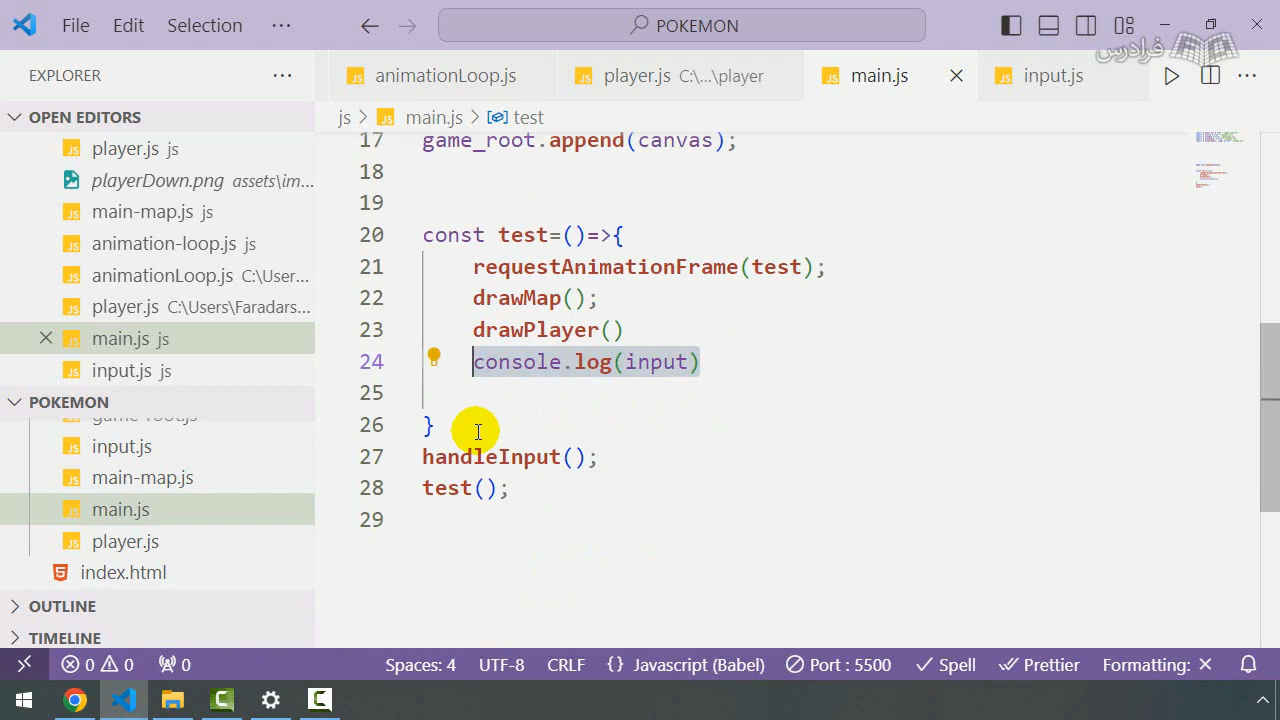 File Edit Selection ··· POKEMON
فرادرس
EXPLORER ···
animationLoop.js player.js C:\...\player main.js input.js ···
OPEN EDITORS
js > main.js > test
player.js js
playerDown.png assets\im...
main-map.js js
animation-loop.js js
animationLoop.js C:\User...
player.js C:\Users\Faradars...
main.js js
input.js js
POKEMON
game-root.js
input.js
main-map.js
main.js
player.js
index.html
OUTLINE
TIMELINE
17 game_root.append(canvas);
18
19
20 const test=()=>{
21 requestAnimationFrame(test);
22 drawMap();
23 drawPlayer()
24 console.log(input)
25
26 }
27 handleInput();
28 test();
29
0 0 0 Spaces: 4 UTF-8 CRLF {} Javascript (Babel) Port : 5500 Spell Prettier Formatting: ×